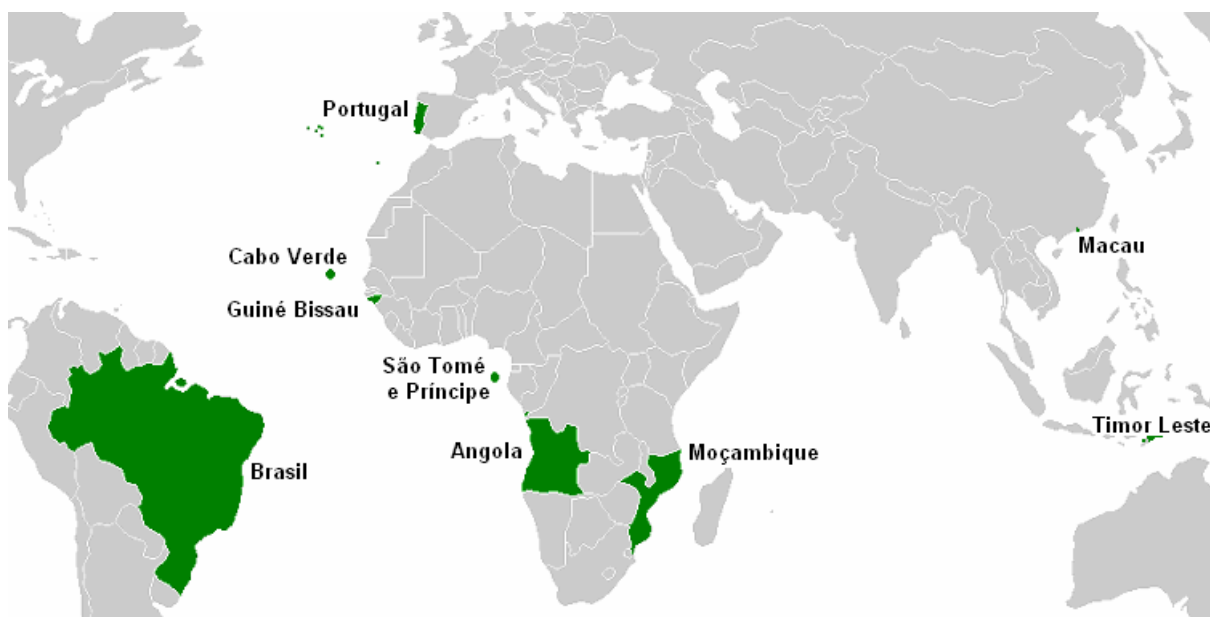 Portugal
Cabo Verde
Macau
Guiné Bissau
São Tomé
e Príncipe
Timor Leste
Angola
Moçambique
Brasil